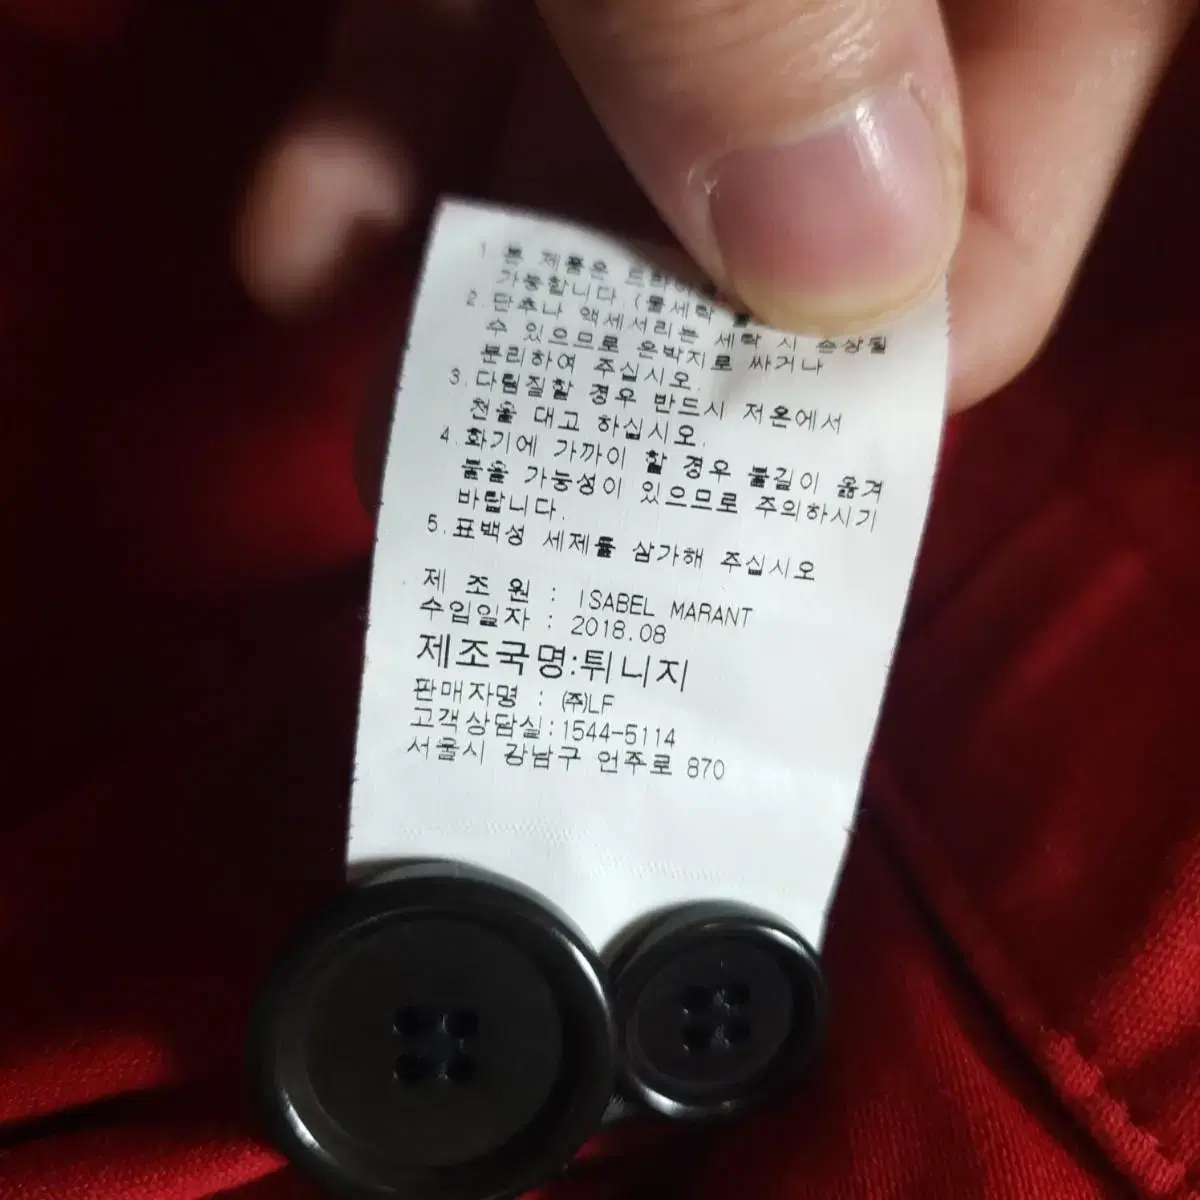 1. 본 제품은
가능합니다.(물세탁
2. 단추나 액세서리는 세탁 시 손상될
수 있으므로 은박지로 싸거나
분리하여 주십시오.
3. 다림질할 경우 반드시 저온에서
천을 대고 하십시오.
4. 화기에 가까이 할 경우 불길이 옮겨
붙을 가능성이 있으므로 주의하시기
바랍니다.
5. 표백성 세제를 삼가해 주십시오
제 조 원 : ISABEL MARANT
수입일자 : 2018.08
제조국명:튀니지
판매자명 : ㈜LF
고객상담실:1544-5114
서울시 강남구 언주로 870